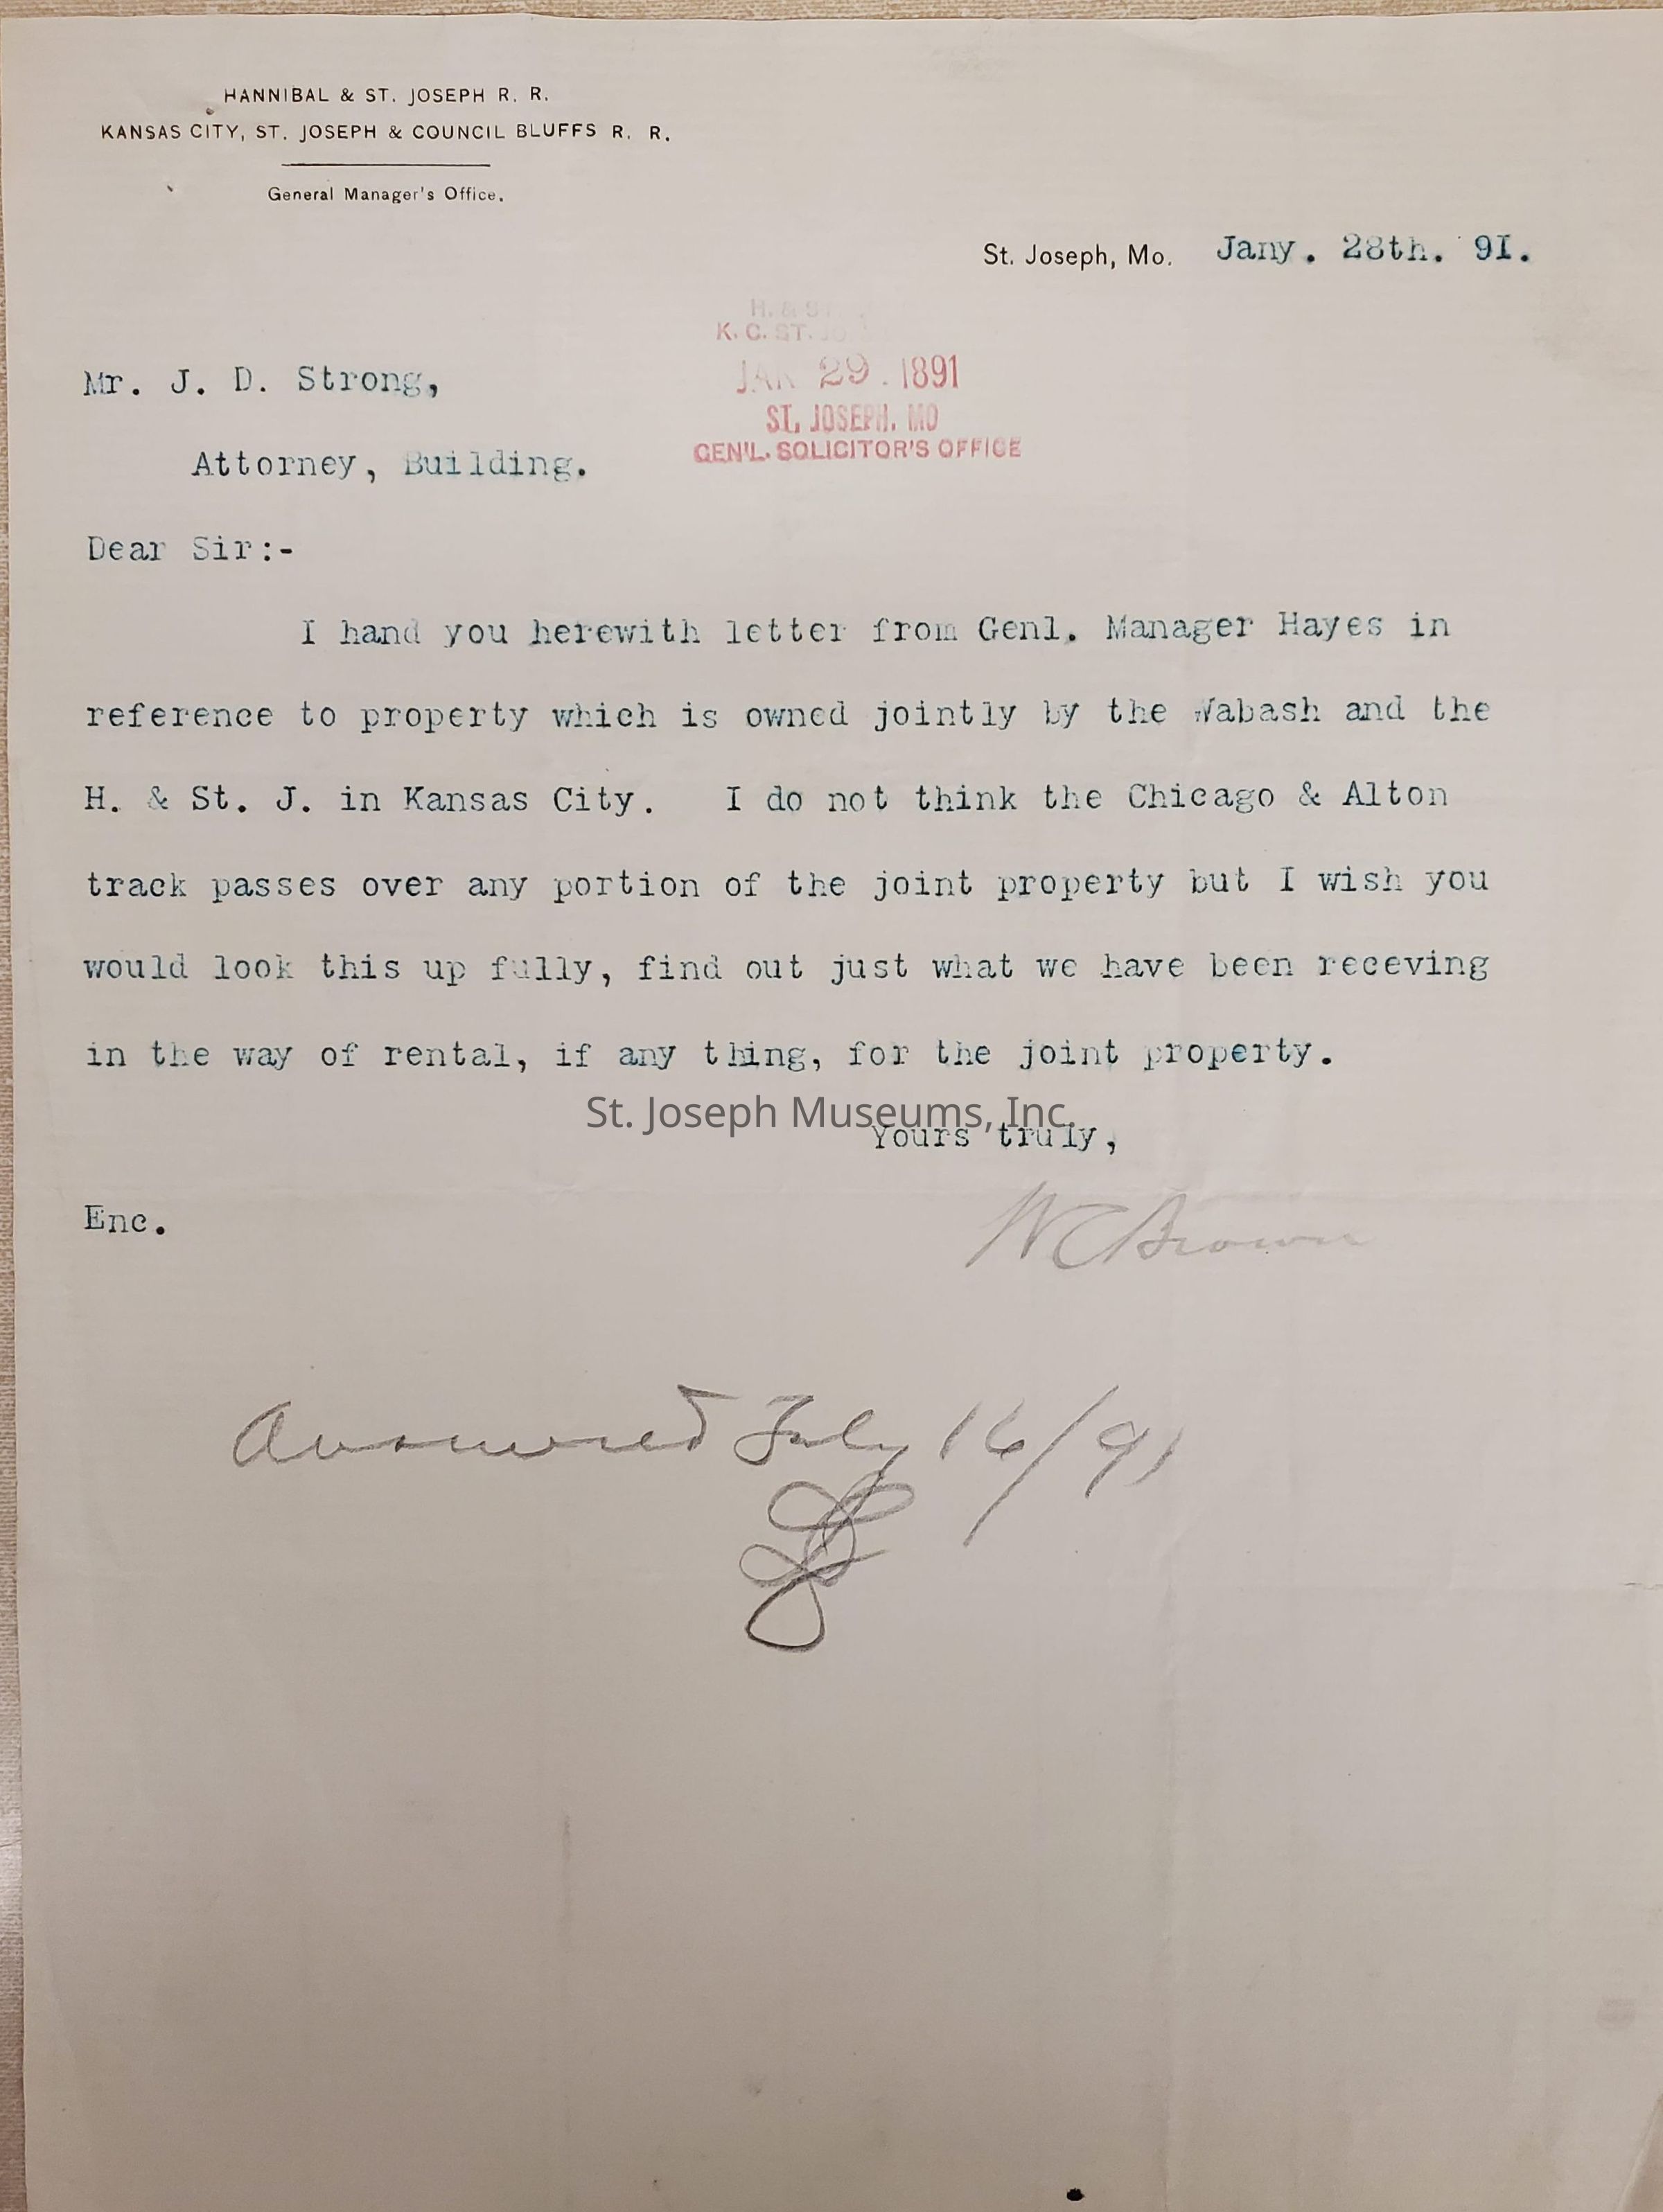 HANNIBAL & ST. JOSEPH R. R.
KANSAS CITY, ST. JOSEPH & COUNCIL BLUFFS R. R.
General Manager's Office.
St. Joseph, Mo. Jany. 28th. 91.
H. & S
K. C. ST. JO
JAN 29. 1891
ST. JOSEPH. MO
GEN'L. SOLICITOR'S OFFICE
Mr. J. D. Strong,
Attorney, Building.
Dear Sir:-
I hand you herewith letter from Genl. Manager Hayes in
reference to property which is owned jointly by the Wabash and the
H. & St. J. in Kansas City. I do not think the Chicago & Alton
track passes over any portion of the joint property but I wish you
would look this up fully, find out just what we have been receving
in the way of rental, if any thing, for the joint property.
St. Joseph Museums, Inc.
Yours truly,
Enc.
W C Brown
Answered July 16/91